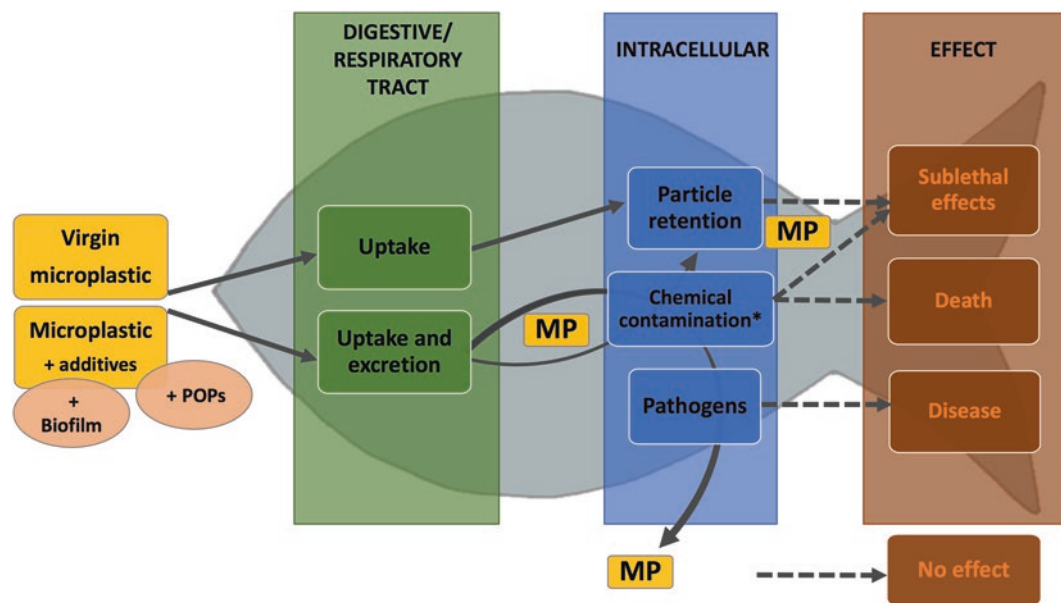 DIGESTIVE/
RESPIRATORY
TRACT
INTRACELLULAR
EFFECT
Virgin
microplastic
Microplastic
+ additives
+
Biofilm
+ POPs
Uptake
Uptake and
excretion
MP
Particle
retention
MP
Chemical
contamination*
Pathogens
MP
Sublethal
effects
Death
Disease
No effect